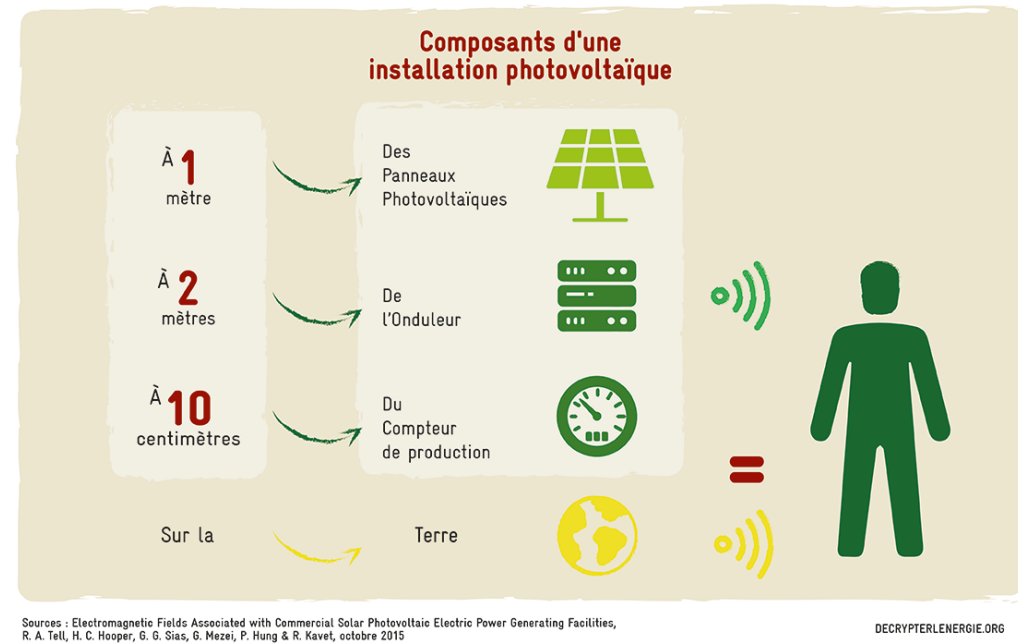 Composants d'une
installation photovoltaïque
À 1
mètre
Des
Panneaux
Photovoltaïques
À 2
mètres
De
l'Onduleur
À 10
centimètres
Du
Compteur
de production
=
Sur la
Terre
Sources : Electromagnetic Fields Associated with Commercial Solar Photovoltaic Electric Power Generating Facilities,
R. A. Tell, H. C. Hooper, G. G. Sias, G. Mezei, P. Hung & R. Kavet, octobre 2015
DECRYPTERLENERGIE.ORG